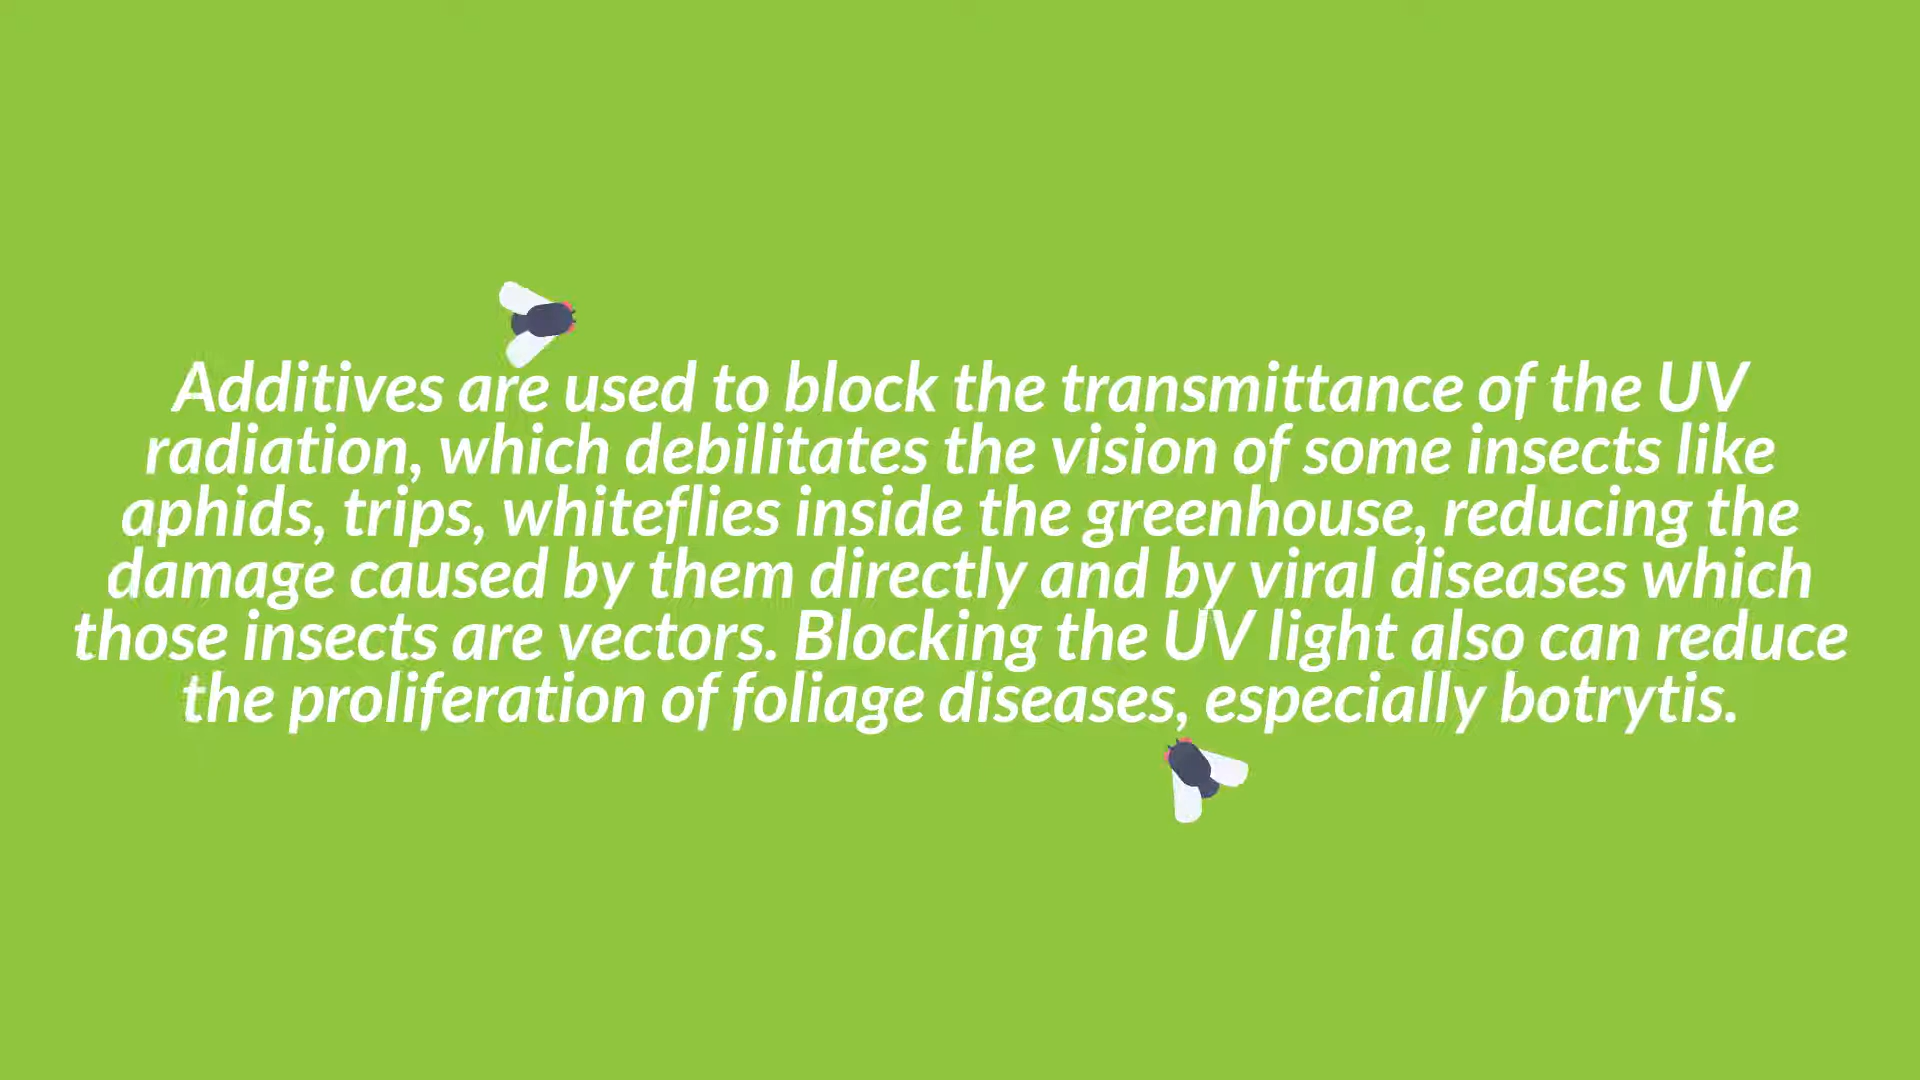 Additives are used to block the transmittance of the UV
radiation, which debilitates the vision of some insects like
aphids, trips, whiteflies inside the greenhouse, reducing the
damage caused by them directly and by viral diseases which
those insects are vectors. Blocking the UV light also can reduce
the proliferation of foliage diseases, especially botrytis.